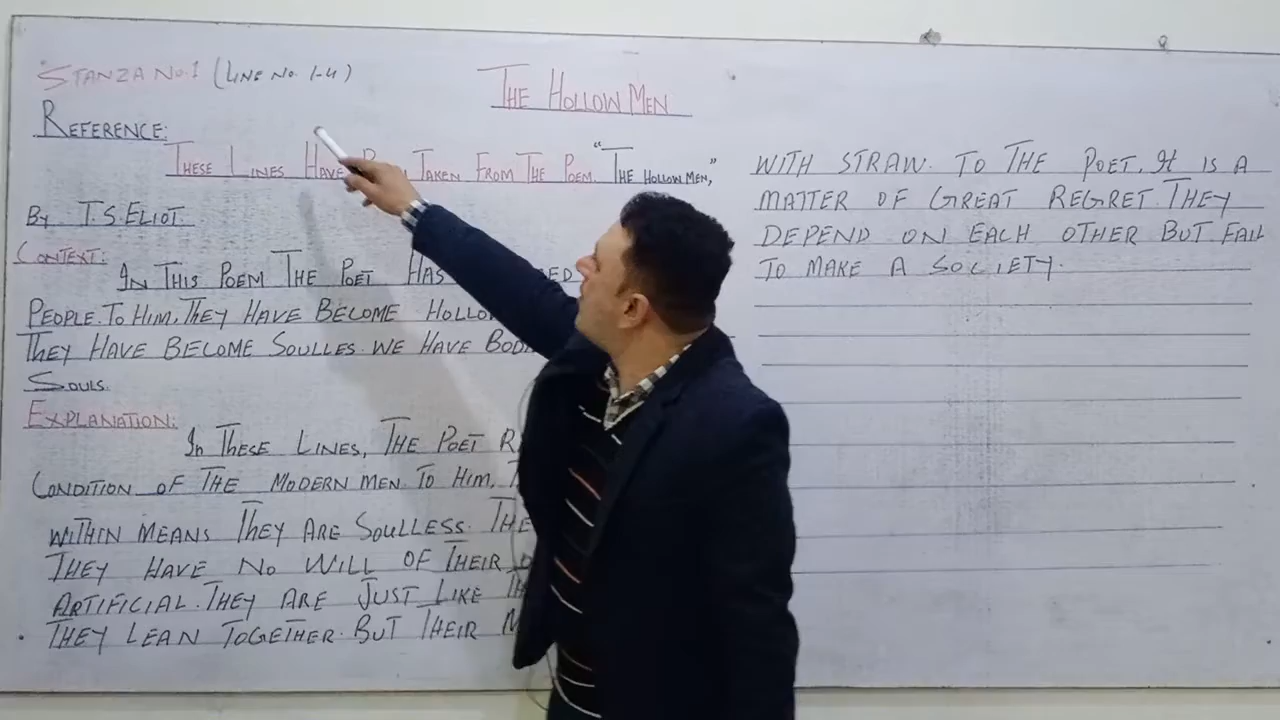 STANZA NO.1 (LINE NO. 1-4)
THE HOLLOW MEN
REFERENCE:
THESE LINES HAVE TAKEN FROM THE POEM. "THE HOLLOW MEN,"
BY T.S. ELIOT.
CONTEXT:
IN THIS POEM THE POET HAS
PEOPLE. TO HIM, THEY HAVE BECOME
THEY HAVE BECOME SOULLES. WE HAVE
SOULS.
EXPLANATION:
IN THESE LINES, THE POET
CONDITION OF THE MODERN MEN. TO HIM,
WITHIN MEANS THEY ARE SOULLESS.
THEY HAVE NO WILL OF THEIR
ARTIFICIAL. THEY ARE JUST LIKE
THEY LEAN TOGETHER. BUT THEIR
WITH STRAW. TO THE POET, It IS A
MATTER OF GREAT REGRET. THEY
DEPEND ON EACH OTHER BUT FAIL
TO MAKE A SOCIETY.